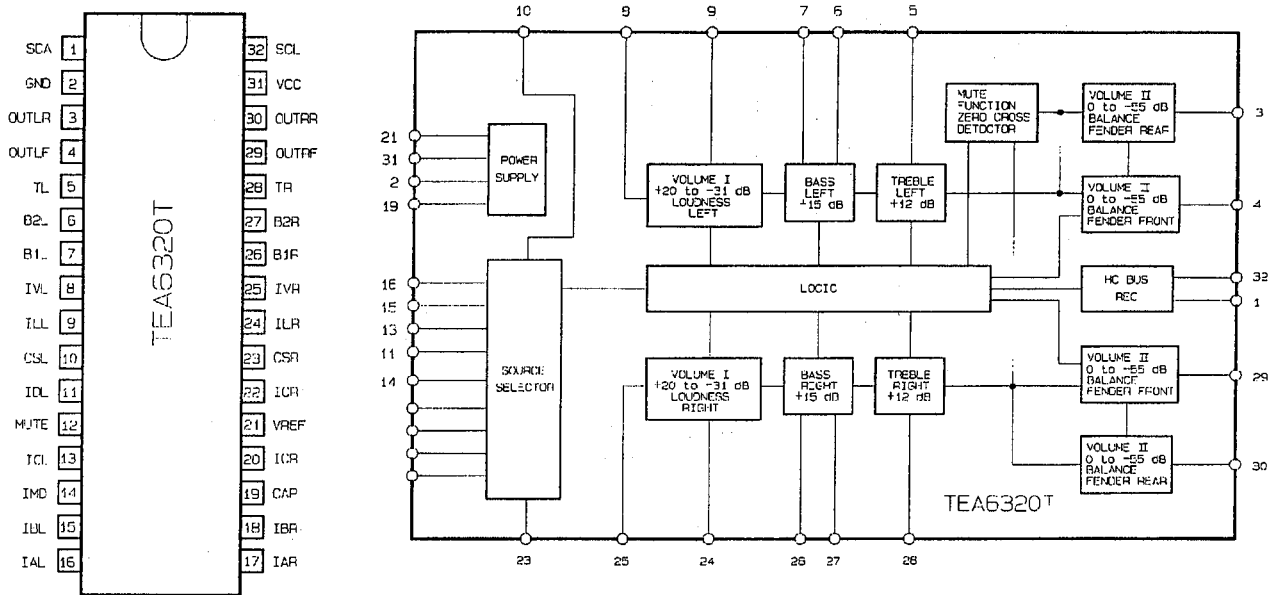 SCA 1
GND 2
OUTLR 3
OUTLF 4
TL 5
B2_ 6
B1_ 7
IVL 8
ILL 9
CSL 10
IDL 11
MUTE 12
ICL 13
IMD 14
IBL 15
IAL 16
TEA6320T
32 SCL
31 VCC
30 OUTRR
29 OUTRF
28 TR
27 B2R
26 B1R
25 IVR
24 ILR
23 CSR
22 ICR
21 VREF
20 ICR
19 CAP
18 IBR
17 IAR
10
9
9
7
6
5
21
31
2
19
POWER
SUPPLY
16
15
13
11
14
SOURCE
SELECTOR
23
VOLUME I
+20 to -31 dB
LOUDNESS
LEFT
BASS
LEFT
+15 dB
TREBLE
LEFT
+12 dB
MUTE
FUNCTION
ZERO CROSS
DETOCTOR
VOLUME II
0 to -55 dB
BALANCE
FENDER REAR
3
VOLUME II
0 to -55 dB
BALANCE
FENDER FRONT
4
LOGIC
HC BUS
REC
32
1
VOLUME I
+20 to -31 dB
LOUDNESS
RIGHT
BASS
RIGHT
+15 dB
TREBLE
RIGHT
+12 dB
VOLUME II
0 to -55 dB
BALANCE
FENDER FRONT
29
VOLUME II
0 to -55 dB
BALANCE
FENDER REAR
30
TEA6320T
25
24
26
27
28